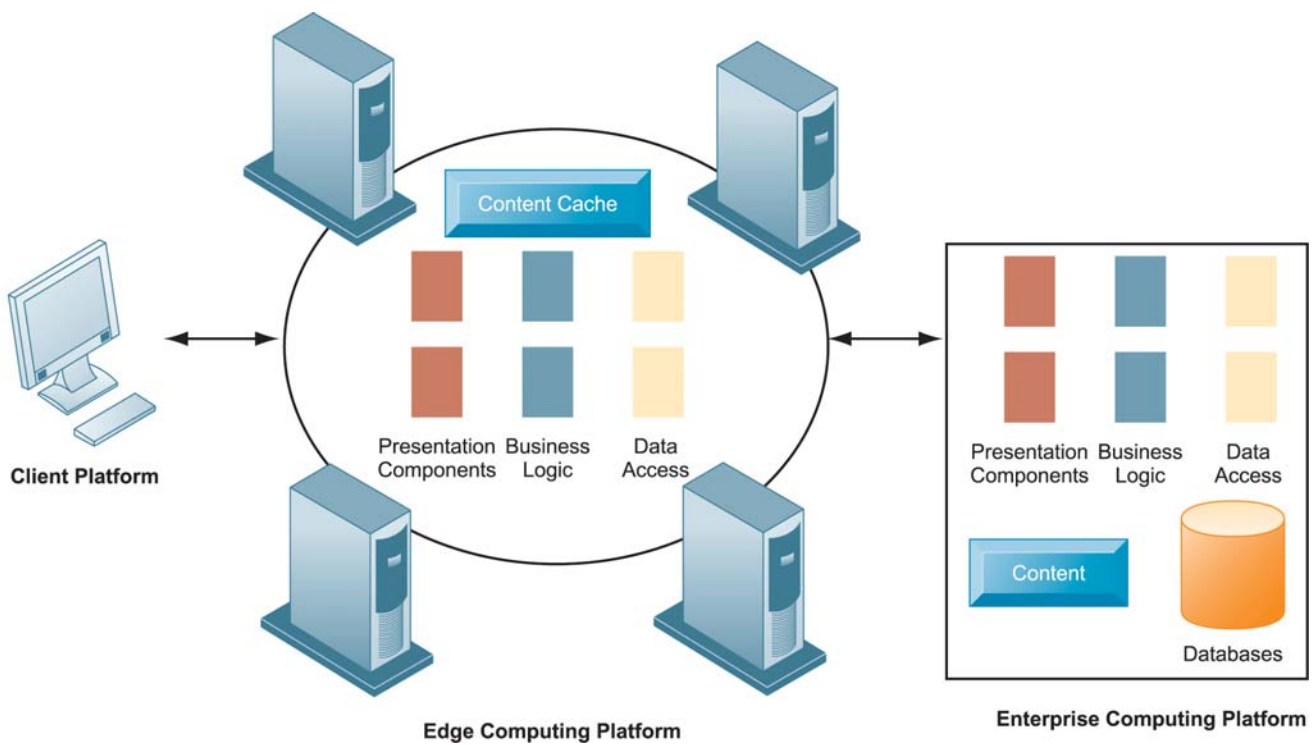 Content Cache
Presentation
Components
Business
Logic
Data
Access
Client Platform
Edge Computing Platform
Presentation
Components
Business
Logic
Data
Access
Content
Databases
Enterprise Computing Platform